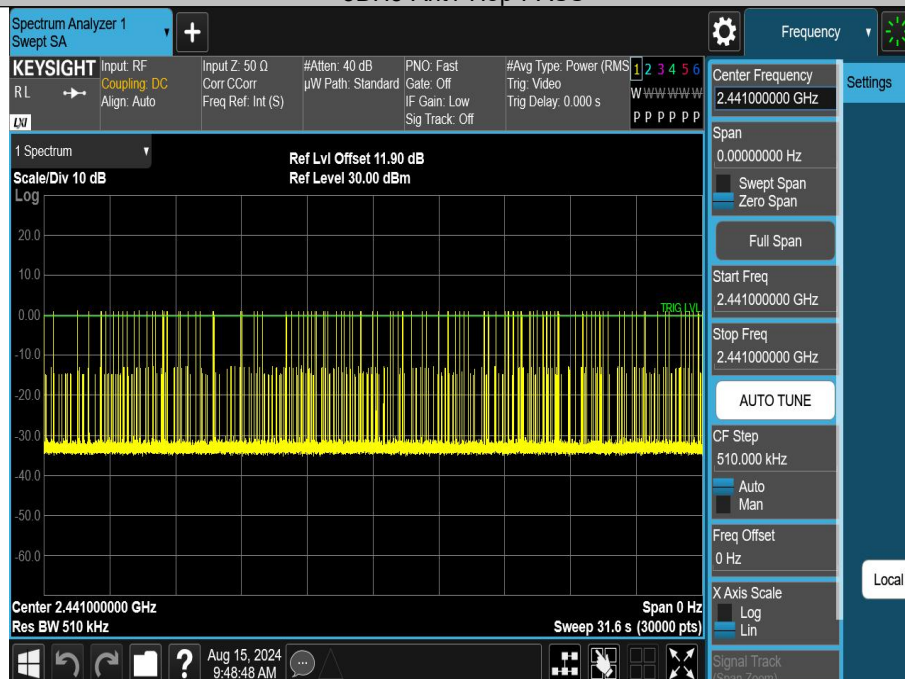 Spectrum Analyzer 1
Swept SA
Frequency
KEYSIGHT
RL
LXI
Input: RF
Coupling: DC
Align: Auto
Input Z: 50 Ω
Corr CCorr
Freq Ref: Int (S)
#Atten: 40 dB
µW Path: Standard
PNO: Fast
Gate: Off
IF Gain: Low
Sig Track: Off
#Avg Type: Power (RMS
Trig: Video
Trig Delay: 0.000 s
1 2 3 4 5 6
W W W W W W
P P P P P P
1 Spectrum
Scale/Div 10 dB
Log
Ref Lvl Offset 11.90 dB
Ref Level 30.00 dBm
20.0
10.0
0.00
-10.0
-20.0
-30.0
-40.0
-50.0
-60.0
TRIG LVL
Center 2.441000000 GHz
Res BW 510 kHz
Span 0 Hz
Sweep 31.6 s (30000 pts)
Center Frequency
2.441000000 GHz
Settings
Span
0.00000000 Hz
Swept Span
Zero Span
Full Span
Start Freq
2.441000000 GHz
Stop Freq
2.441000000 GHz
AUTO TUNE
CF Step
510.000 kHz
Auto
Man
Freq Offset
0 Hz
Local
X Axis Scale
Log
Lin
Signal Track
(Span Zoom)
?
Aug 15, 2024
9:48:48 AM